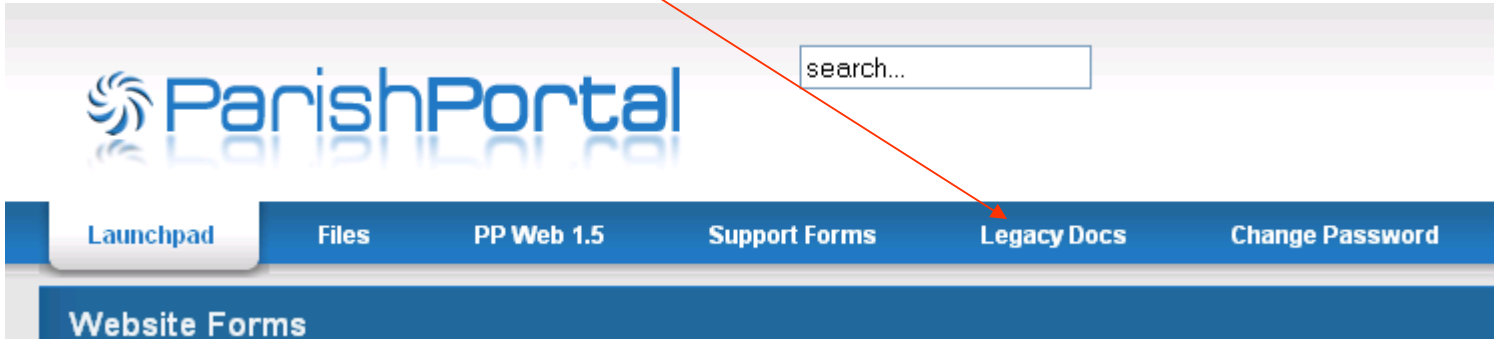 search...
ParishPortal
Launchpad Files PP Web 1.5 Support Forms Legacy Docs Change Password
Website Forms